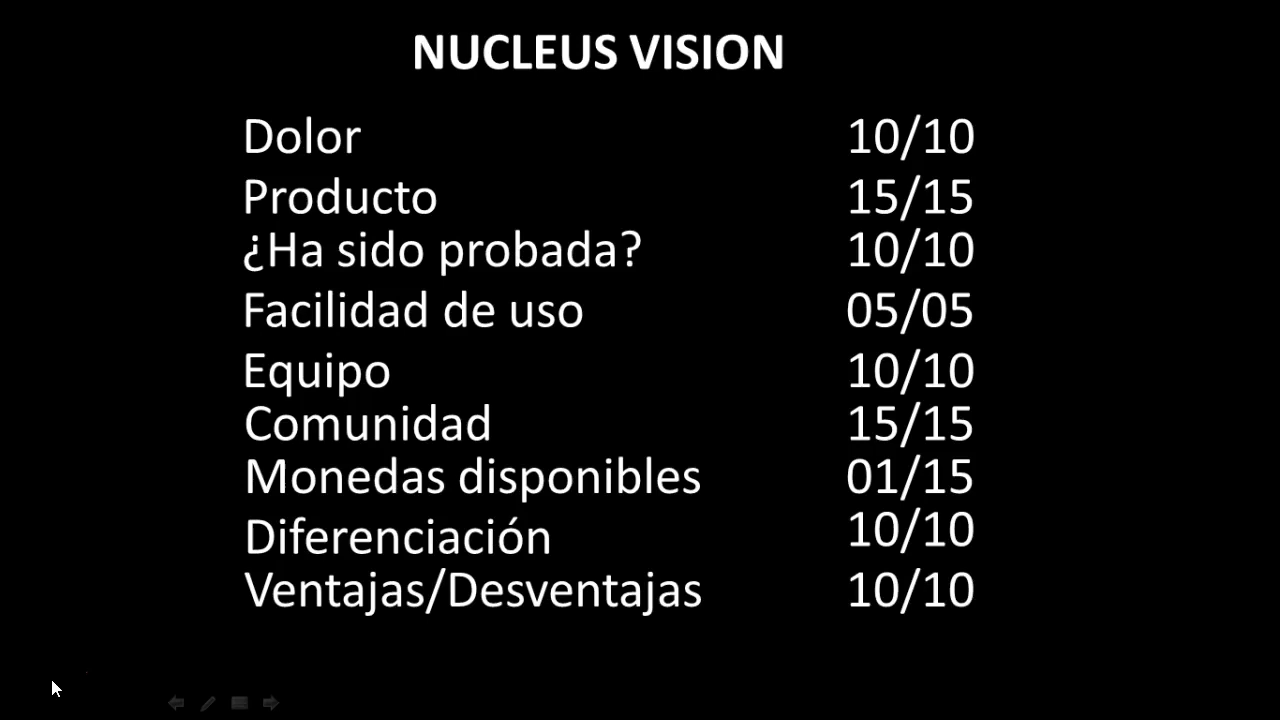 NUCLEUS VISION
Dolor 10/10
Producto 15/15
¿Ha sido probada? 10/10
Facilidad de uso 05/05
Equipo 10/10
Comunidad 15/15
Monedas disponibles 01/15
Diferenciación 10/10
Ventajas/Desventajas 10/10